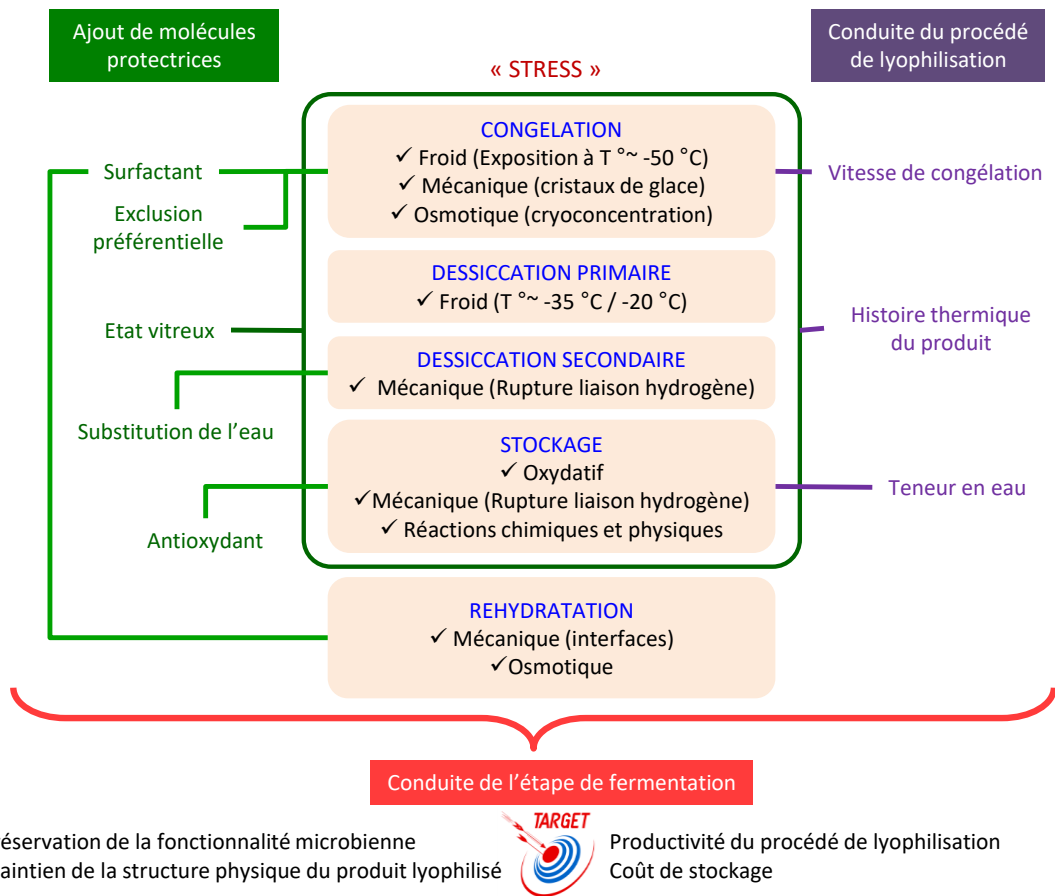 Ajout de molécules
protectrices
Conduite du procédé
de lyophilisation
« STRESS »
CONGELATION
✓ Froid (Exposition à T °~ -50 °C)
✓ Mécanique (cristaux de glace)
✓ Osmotique (cryoconcentration)
Surfactant
Exclusion
préférentielle
Vitesse de congélation
DESSICCATION PRIMAIRE
✓ Froid (T °~ -35 °C / -20 °C)
Etat vitreux
Histoire thermique
du produit
DESSICCATION SECONDAIRE
✓ Mécanique (Rupture liaison hydrogène)
Substitution de l’eau
STOCKAGE
✓ Oxydatif
✓Mécanique (Rupture liaison hydrogène)
✓ Réactions chimiques et physiques
Teneur en eau
Antioxydant
REHYDRATATION
✓ Mécanique (interfaces)
✓Osmotique
Conduite de l’étape de fermentation
TARGET
réservation de la fonctionnalité microbienne
aintien de la structure physique du produit lyophilisé
Productivité du procédé de lyophilisation
Coût de stockage